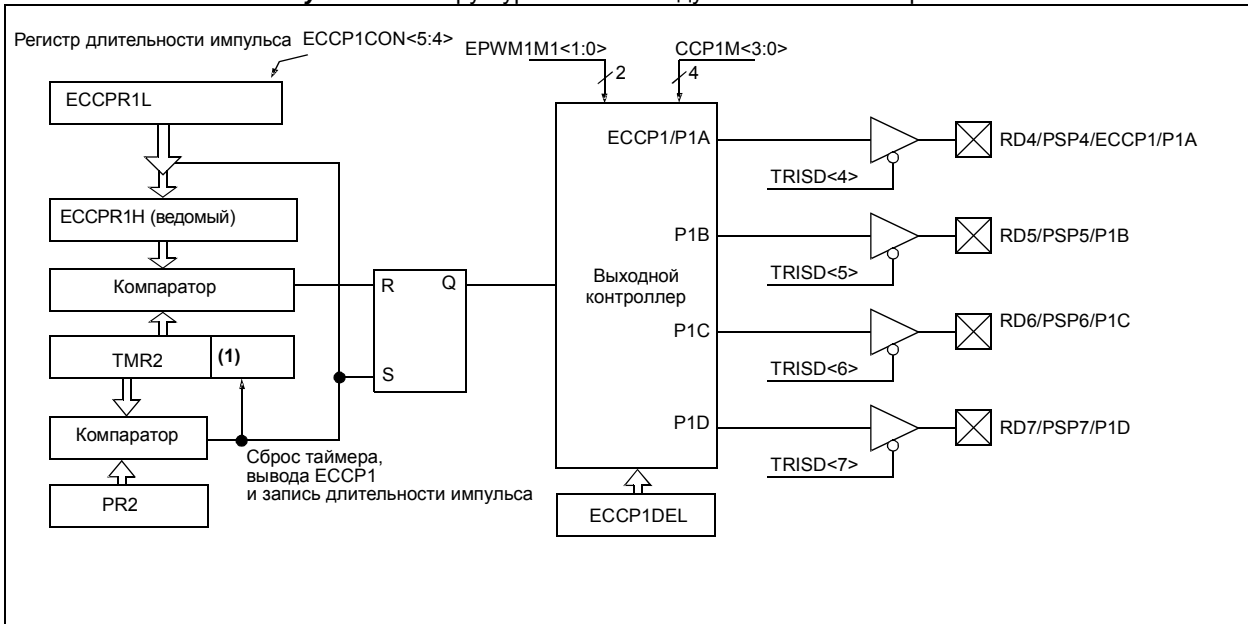 Регистр длительности импульса ECCP1CON<5:4>
EPWM1M1<1:0>
CCP1M<3:0>
2
4
ECCPR1L
ECCP1/P1A
RD4/PSP4/ECCP1/P1A
TRISD<4>
ECCPR1H (ведомый)
P1B
RD5/PSP5/P1B
TRISD<5>
Компаратор
R
Q
Выходной
контроллер
P1C
RD6/PSP6/P1C
TMR2
(1)
TRISD<6>
S
Компаратор
P1D
RD7/PSP7/P1D
TRISD<7>
Сброс таймера,
вывода ECCP1
и запись длительности импульса
PR2
ECCP1DEL